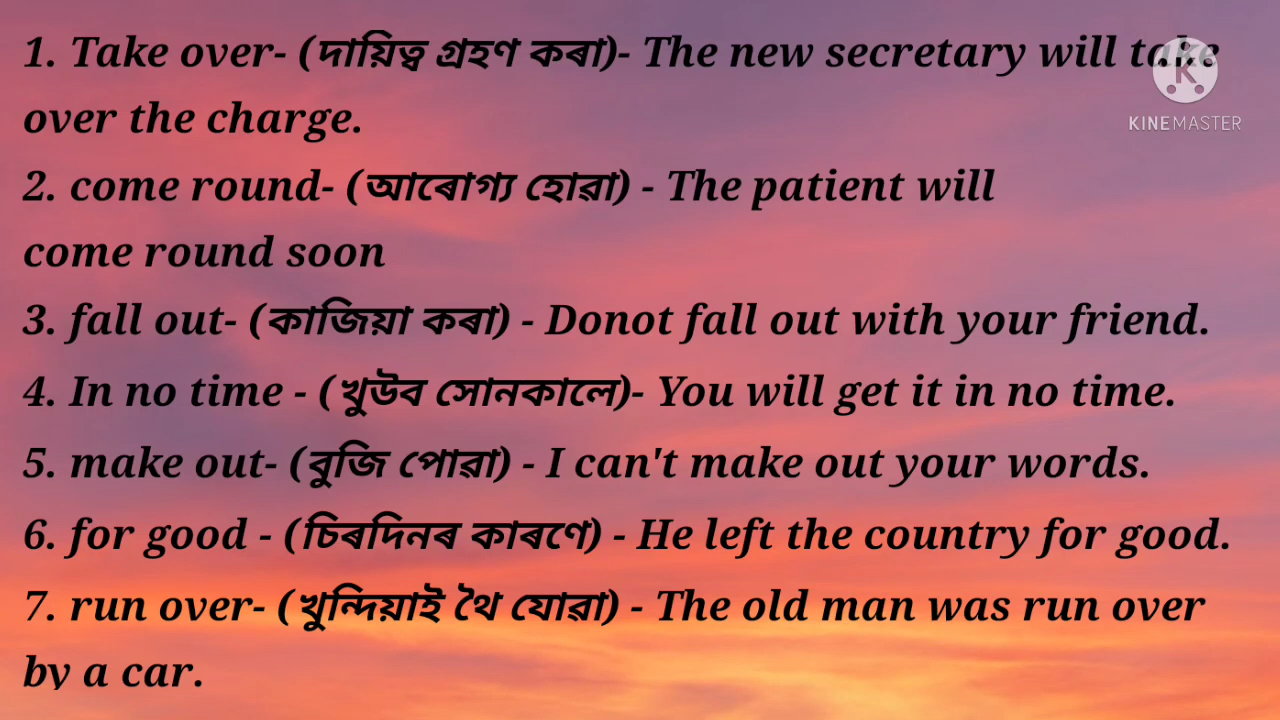 1. Take over- (দায়িত্ব গ্ৰহণ কৰা)- The new secretary will take
over the charge.
KINEMASTER
2. come round- (আৰোগ্য হোৱা) - The patient will
come round soon
3. fall out- (কাজিয়া কৰা) - Donot fall out with your friend.
4. In no time - (খুউব সোনকালে)- You will get it in no time.
5. make out- (বুজি পোৱা) - I can't make out your words.
6. for good - (চিৰদিনৰ কাৰণে) - He left the country for good.
7. run over- (খুন্দিয়াই থৈ যোৱা) - The old man was run over
by a car.